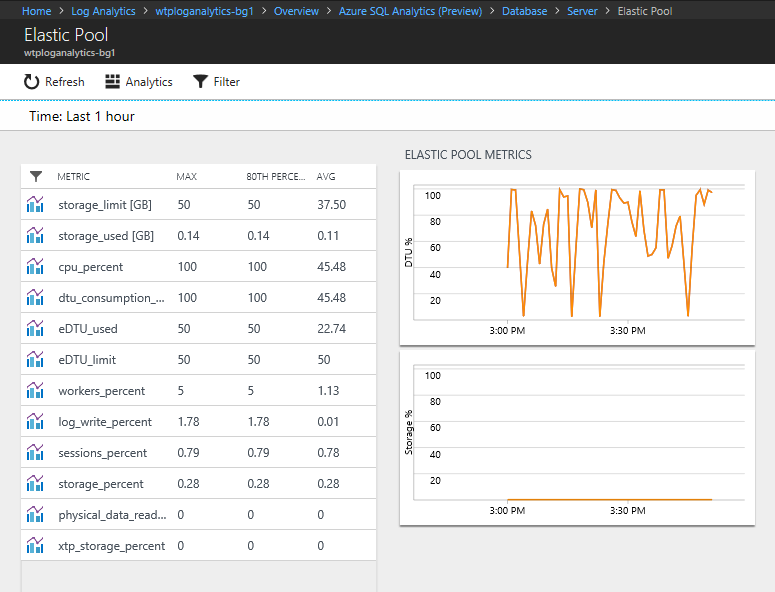 Home > Log Analytics > wtploganalytics-bg1 > Overview > Azure SQL Analytics (Preview) > Database > Server > Elastic Pool
Elastic Pool
wtploganalytics-bg1
Refresh Analytics Filter
Time: Last 1 hour
METRIC MAX 80TH PERCE... AVG
storage_limit [GB] 50 50 37.50
storage_used [GB] 0.14 0.14 0.11
cpu_percent 100 100 45.48
dtu_consumption_... 100 100 45.48
eDTU_used 50 50 22.74
eDTU_limit 50 50 50
workers_percent 5 5 1.13
log_write_percent 1.78 1.78 0.01
sessions_percent 0.79 0.79 0.78
storage_percent 0.28 0.28 0.28
physical_data_read... 0 0 0
xtp_storage_percent 0 0 0
ELASTIC POOL METRICS
100
80
60
40
20
DTU %
3:00 PM 3:30 PM
100
80
60
40
20
Storage %
3:00 PM 3:30 PM